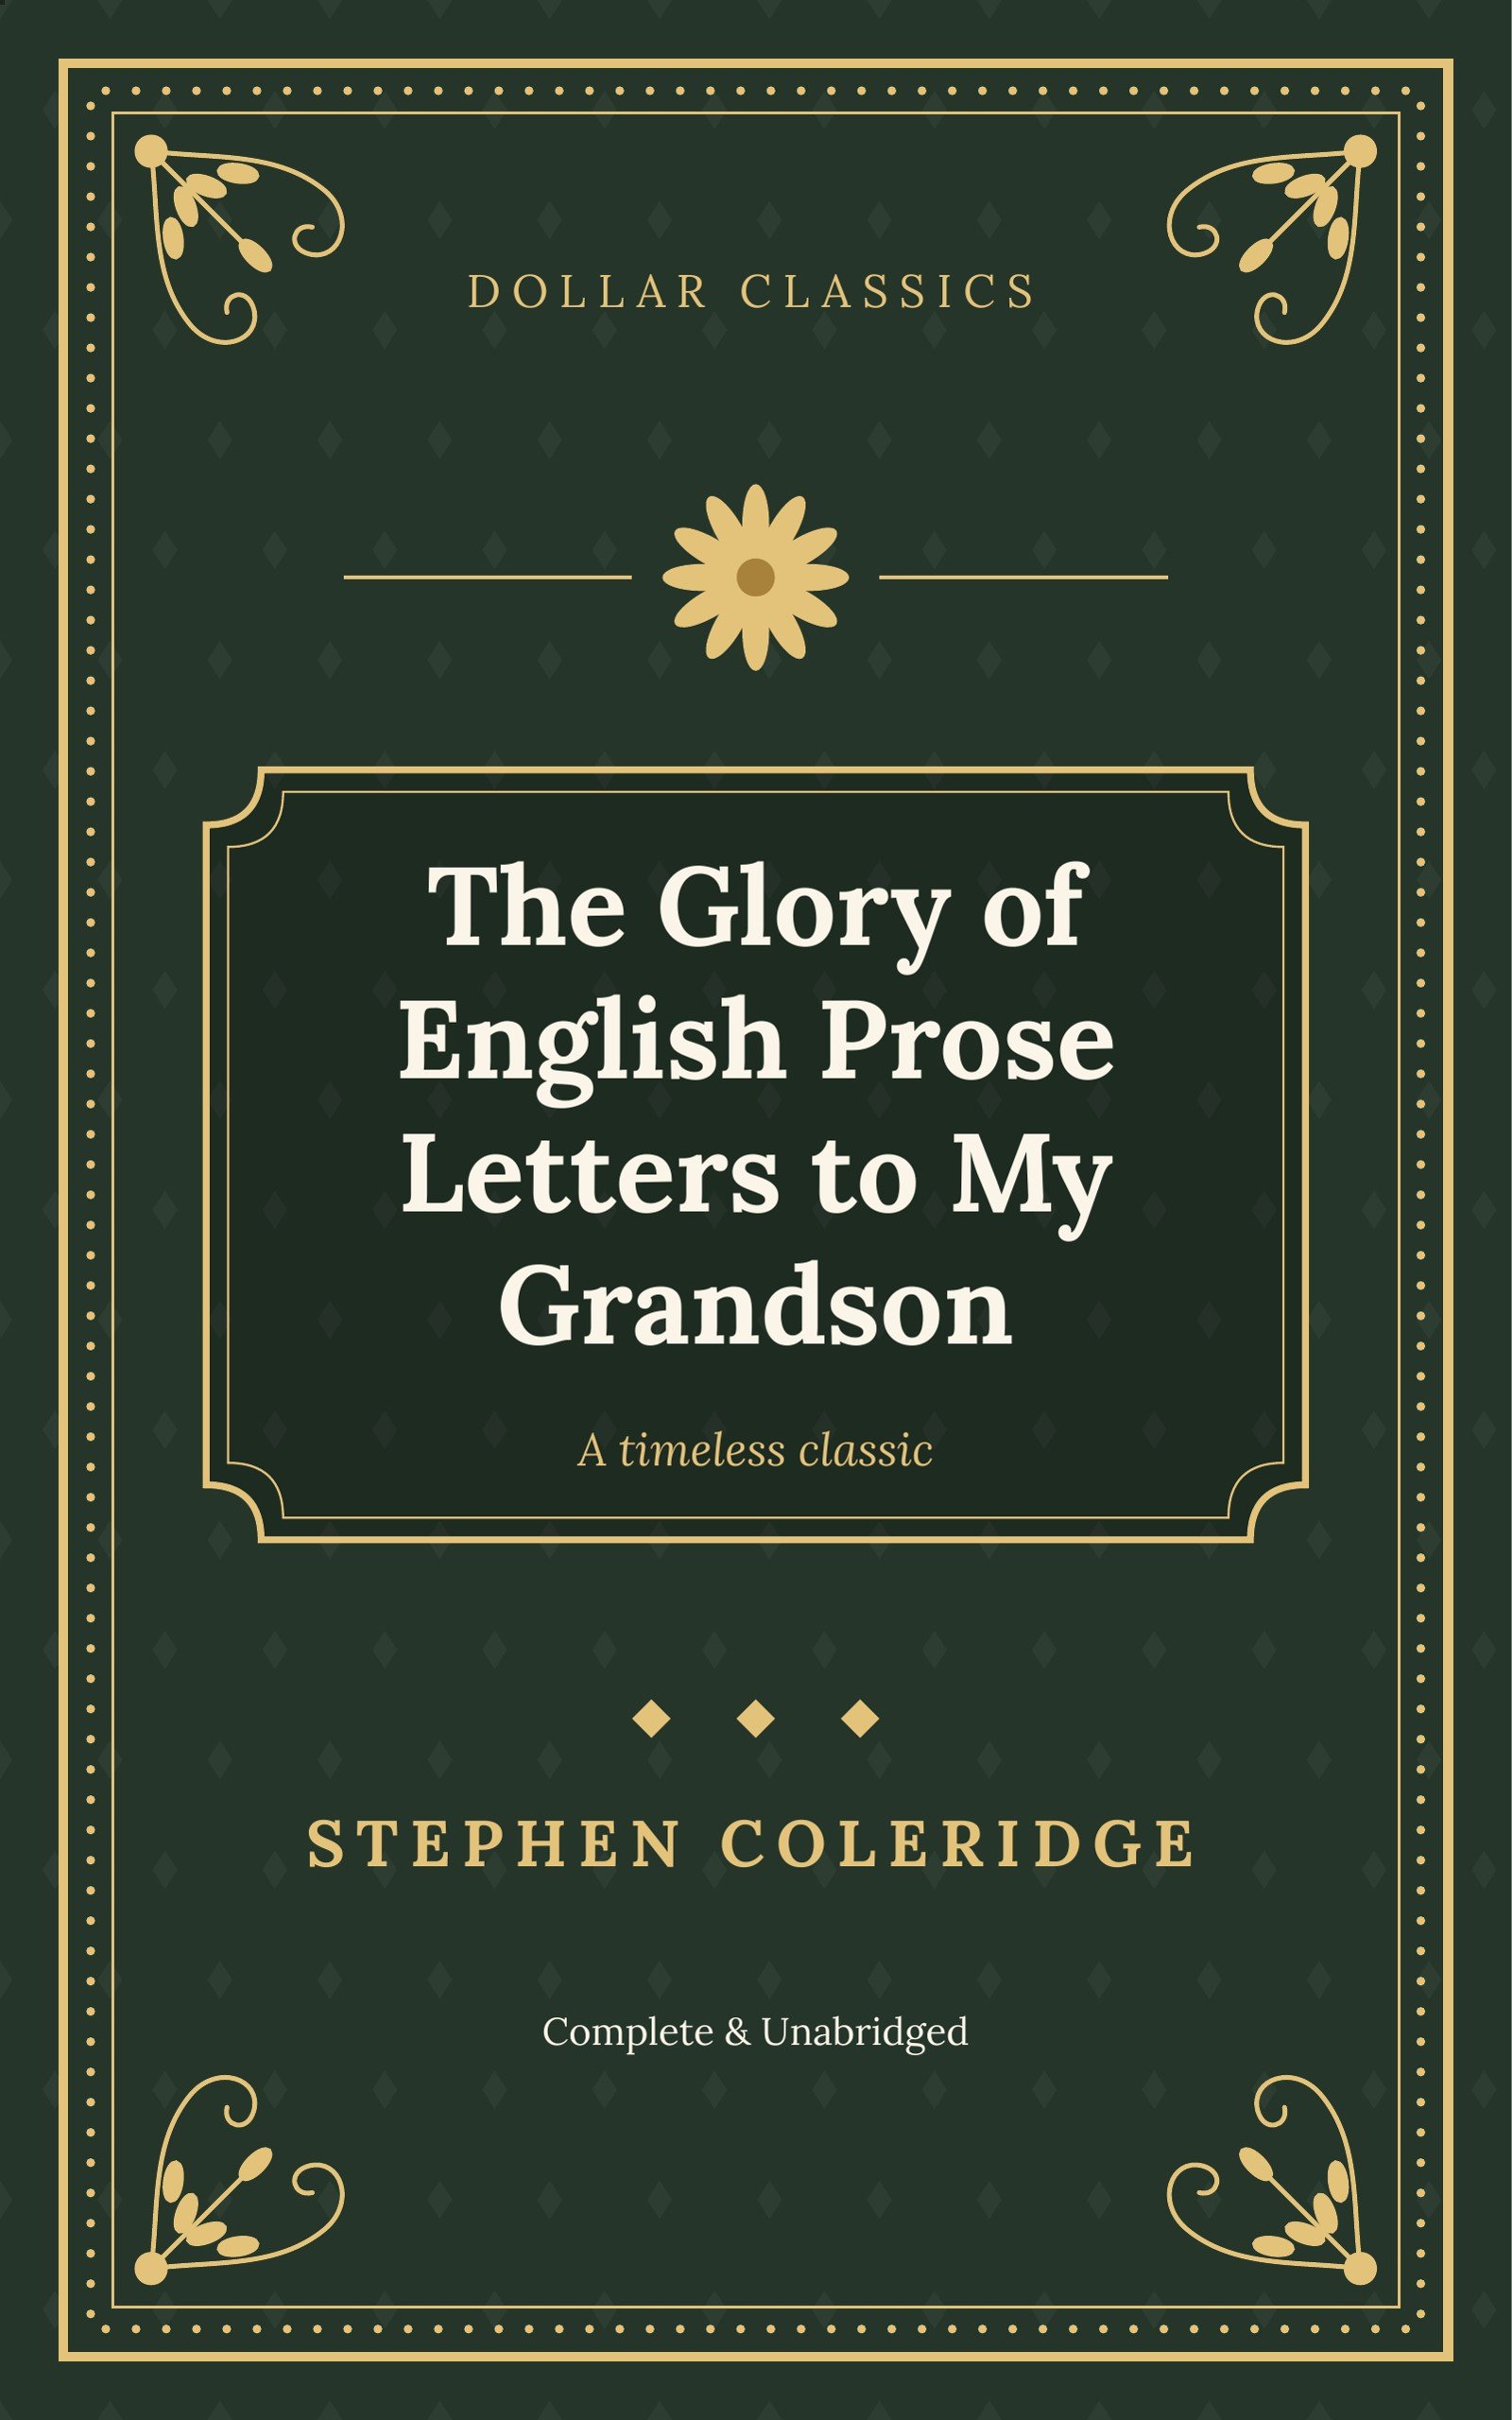 DOLLAR CLASSICS
The Glory of
English Prose
Letters to My
Grandson
A timeless classic
STEPHEN COLERIDGE
Complete & Unabridged